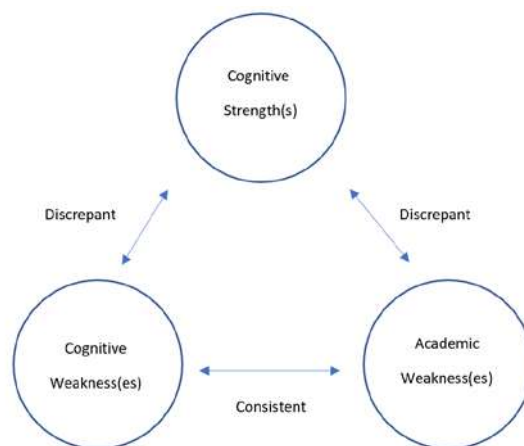 Cognitive
Strength(s)
Discrepant
Discrepant
Cognitive
Weakness(es)
Academic
Weakness(es)
Consistent